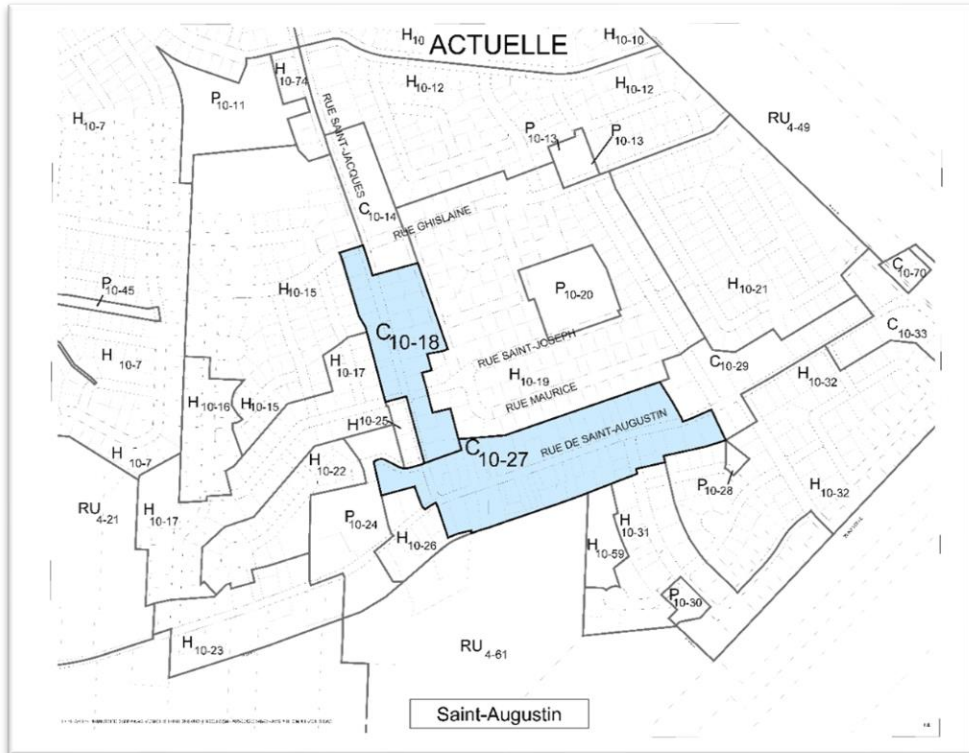 ACTUELLE
H10
H10-10
H10-74
P10-11
H10-12
H10-12
H10-7
RU4-49
P10-13
P10-13
RUE SAINT-JACQUES
C10-14
RUE GHISLAINE
C10-70
P10-45
H10-15
P10-20
H10-21
C10-33
C10-18
RUE SAINT-JOSEPH
H10-7
H10-17
H10-19
C10-29
H10-32
RUE MAURICE
H10-16
H10-15
H10-25
RUE DE SAINT-AUGUSTIN
C10-27
H10-7
H10-22
P10-28
H10-32
RU4-21
H10-17
P10-24
H10-31
H10-26
H10-59
P10-30
H10-23
RU4-61
Saint-Augustin